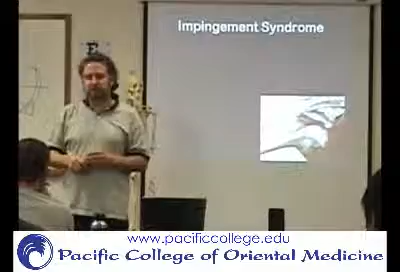 Impingement Syndrome
E
www.pacificcollege.edu
Pacific College of Oriental Medicine